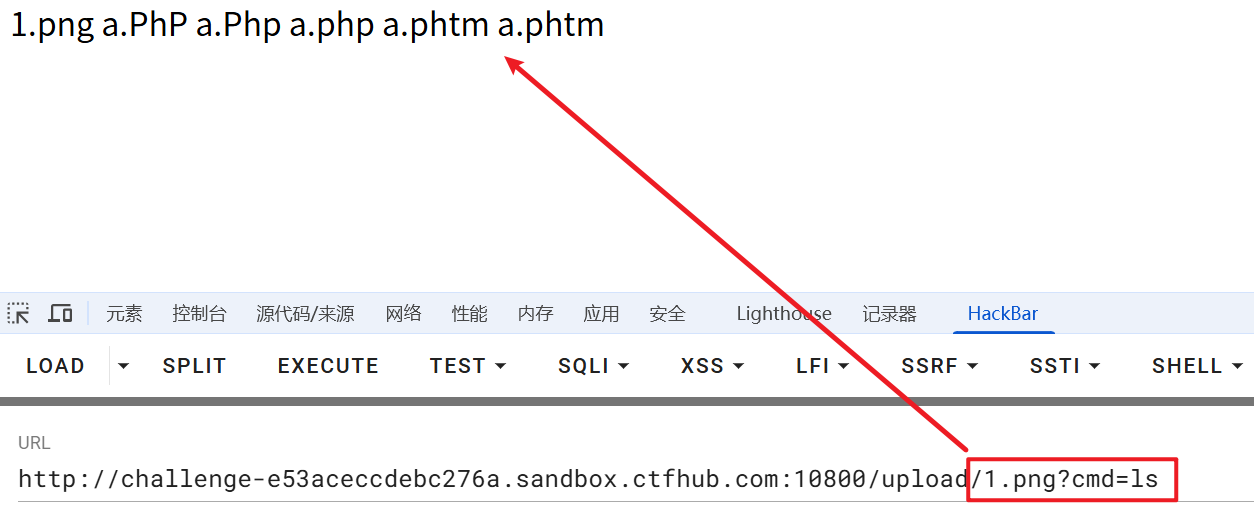 1.png a.PhP a.Php a.php a.phtm a.phtm
元素 控制台 源代码/来源 网络 性能 内存 应用 安全 Lighthouse 记录器 HackBar
LOAD SPLIT EXECUTE TEST SQLI XSS LFI SSRF SSTI SHELL
URL
http://challenge-e53aceccdebc276a.sandbox.ctfhub.com:10800/upload/1.png?cmd=ls